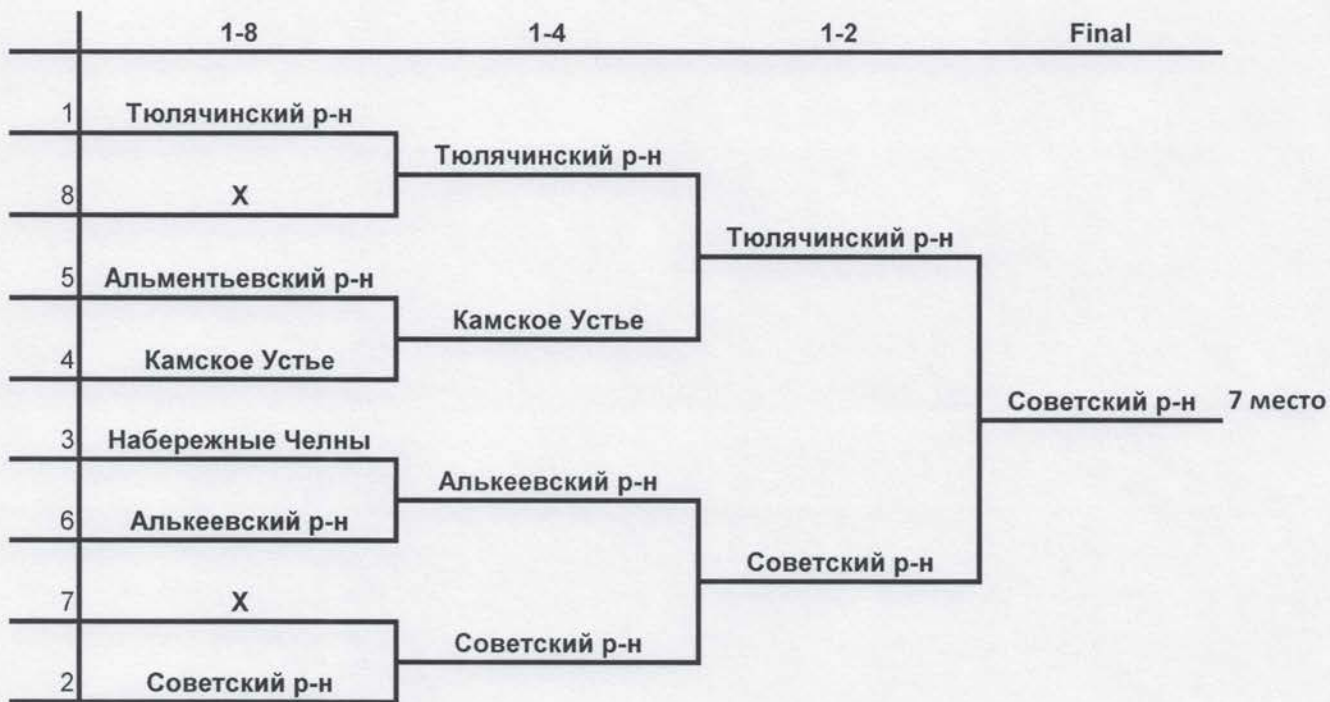 1-8 1-4 1-2 Final
1 Тюлячинский р-н
Тюлячинский р-н
8 X
Тюлячинский р-н
5 Альментьевский р-н
Камское Устье
4 Камское Устье
Советский р-н 7 место
3 Набережные Челны
Алькеевский р-н
6 Алькеевский р-н
Советский р-н
7 X
Советский р-н
2 Советский р-н